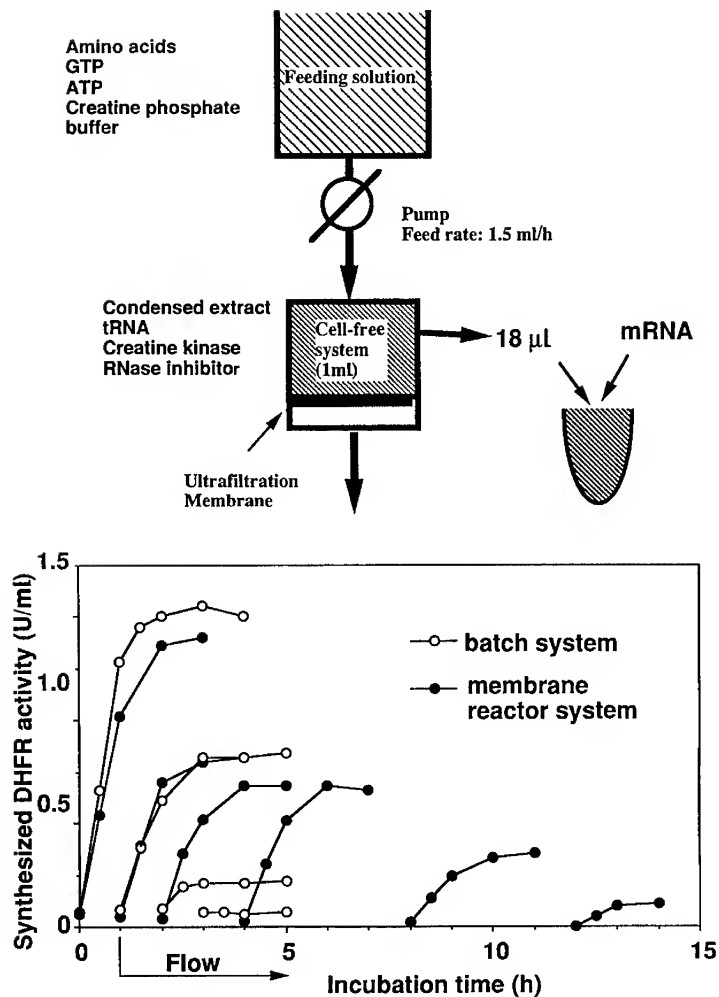 Amino acids
GTP
ATP
Creatine phosphate
buffer
Feeding solution
Pump
Feed rate: 1.5 ml/h
Condensed extract
tRNA
Creatine kinase
RNase inhibitor
Cell-free
system
(1ml)
18 µl
mRNA
Ultrafiltration
Membrane
Synthesized DHFR activity (U/ml)
1.5
1.0
0.5
0
batch system
membrane
reactor system
0
5
10
15
Flow
Incubation time (h)